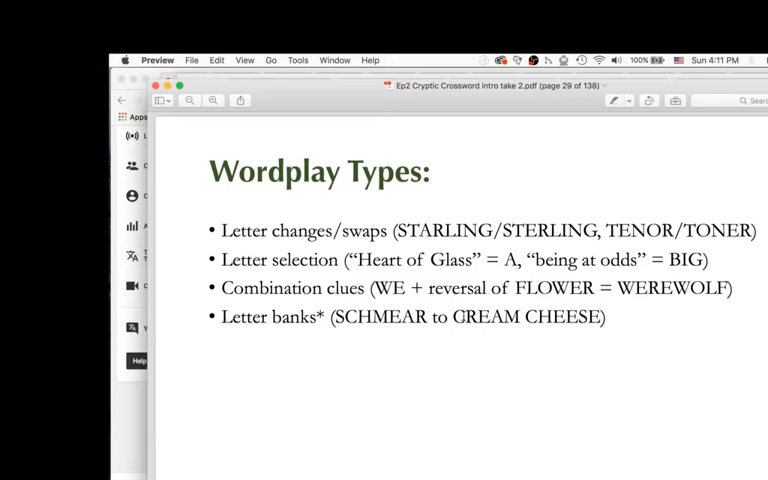 Preview File Edit View Go Tools Window Help 100% Sun 4:11 PM
Ep2 Cryptic Crossword intro take 2.pdf (page 29 of 138)
Apps
Wordplay Types:
• Letter changes/swaps (STARLING/STERLING, TENOR/TONER)
• Letter selection (“Heart of Glass” = A, “being at odds” = BIG)
• Combination clues (WE + reversal of FLOWER = WEREWOLF)
• Letter banks* (SCHMEAR to CREAM CHEESE)
Help